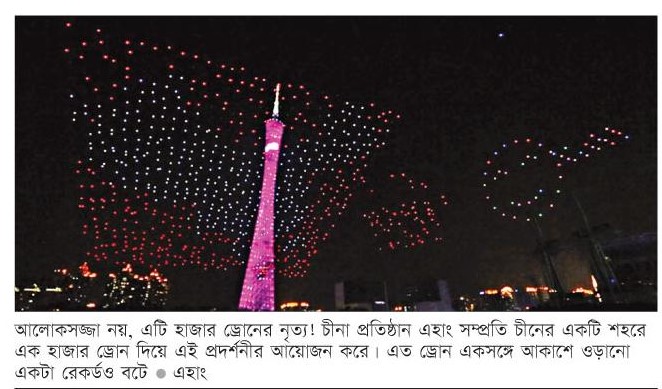 আলোকসজ্জা নয়, এটি হাজার ড্রোনের নৃত্য! চীনা প্রতিষ্ঠান এহাং সম্প্রতি চীনের একটি শহরে
এক হাজার ড্রোন দিয়ে এই প্রদর্শনীর আয়োজন করে। এত ড্রোন একসঙ্গে আকাশে ওড়ানো
একটা রেকর্ডও বটে ● এহাং